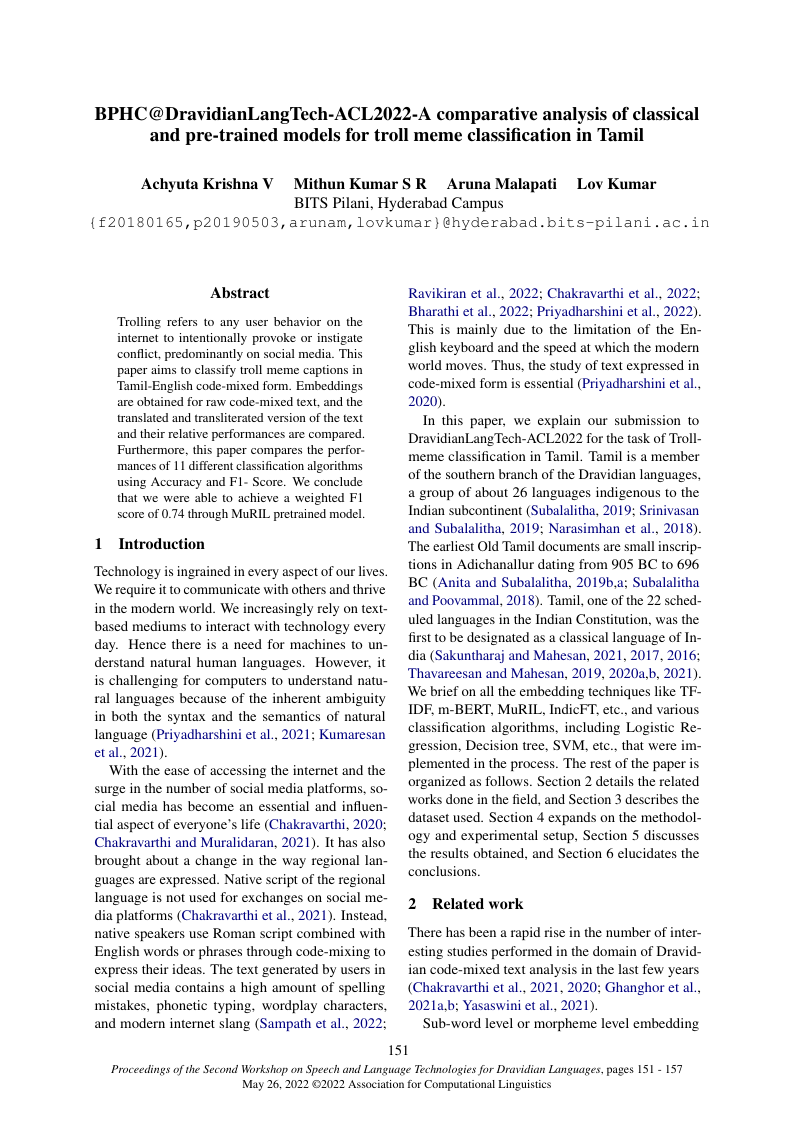 BPHC@DravidianLangTech-ACL2022-A comparative analysis of classical
and pre-trained models for troll meme classification in Tamil
Achyuta Krishna V Mithun Kumar S R Aruna Malapati Lov Kumar
BITS Pilani, Hyderabad Campus
{f20180165,p20190503,arunam,lovkumar}@hyderabad.bits-pilani.ac.in
Abstract
Trolling refers to any user behavior on the
internet to intentionally provoke or instigate
conflict, predominantly on social media. This
paper aims to classify troll meme captions in
Tamil-English code-mixed form. Embeddings
are obtained for raw code-mixed text, and the
translated and transliterated version of the text
and their relative performances are compared.
Furthermore, this paper compares the perfor-
mances of 11 different classification algorithms
using Accuracy and F1- Score. We conclude
that we were able to achieve a weighted F1
score of 0.74 through MuRIL pretrained model.
1 Introduction
Technology is ingrained in every aspect of our lives.
We require it to communicate with others and thrive
in the modern world. We increasingly rely on text-
based mediums to interact with technology every
day. Hence there is a need for machines to un-
derstand natural human languages. However, it
is challenging for computers to understand natu-
ral languages because of the inherent ambiguity
in both the syntax and the semantics of natural
language (Priyadharshini et al., 2021; Kumaresan
et al., 2021).
With the ease of accessing the internet and the
surge in the number of social media platforms, so-
cial media has become an essential and influen-
tial aspect of everyone's life (Chakravarthi, 2020;
Chakravarthi and Muralidaran, 2021). It has also
brought about a change in the way regional lan-
guages are expressed. Native script of the regional
language is not used for exchanges on social me-
dia platforms (Chakravarthi et al., 2021). Instead,
native speakers use Roman script combined with
English words or phrases through code-mixing to
express their ideas. The text generated by users in
social media contains a high amount of spelling
mistakes, phonetic typing, wordplay characters,
and modern internet slang (Sampath et al., 2022;
Ravikiran et al., 2022; Chakravarthi et al., 2022;
Bharathi et al., 2022; Priyadharshini et al., 2022).
This is mainly due to the limitation of the En-
glish keyboard and the speed at which the modern
world moves. Thus, the study of text expressed in
code-mixed form is essential (Priyadharshini et al.,
2020).
In this paper, we explain our submission to
DravidianLangTech-ACL2022 for the task of Troll-
meme classification in Tamil. Tamil is a member
of the southern branch of the Dravidian languages,
a group of about 26 languages indigenous to the
Indian subcontinent (Subalalitha, 2019; Srinivasan
and Subalalitha, 2019; Narasimhan et al., 2018).
The earliest Old Tamil documents are small inscrip-
tions in Adichanallur dating from 905 BC to 696
BC (Anita and Subalalitha, 2019b,a; Subalalitha
and Poovammal, 2018). Tamil, one of the 22 sched-
uled languages in the Indian Constitution, was the
first to be designated as a classical language of In-
dia (Sakuntharaj and Mahesan, 2021, 2017, 2016;
Thavareesan and Mahesan, 2019, 2020a,b, 2021).
We brief on all the embedding techniques like TF-
IDF, m-BERT, MuRIL, IndicFT, etc., and various
classification algorithms, including Logistic Re-
gression, Decision tree, SVM, etc., that were im-
plemented in the process. The rest of the paper is
organized as follows. Section 2 details the related
works done in the field, and Section 3 describes the
dataset used. Section 4 expands on the methodol-
ogy and experimental setup, Section 5 discusses
the results obtained, and Section 6 elucidates the
conclusions.
2 Related work
There has been a rapid rise in the number of inter-
esting studies performed in the domain of Dravid-
ian code-mixed text analysis in the last few years
(Chakravarthi et al., 2021, 2020; Ghanghor et al.,
2021a,b; Yasaswini et al., 2021).
Sub-word level or morpheme level embedding
151
Proceedings of the Second Workshop on Speech and Language Technologies for Dravidian Languages, pages 151 - 157
May 26, 2022 ©2022 Association for Computational Linguistics